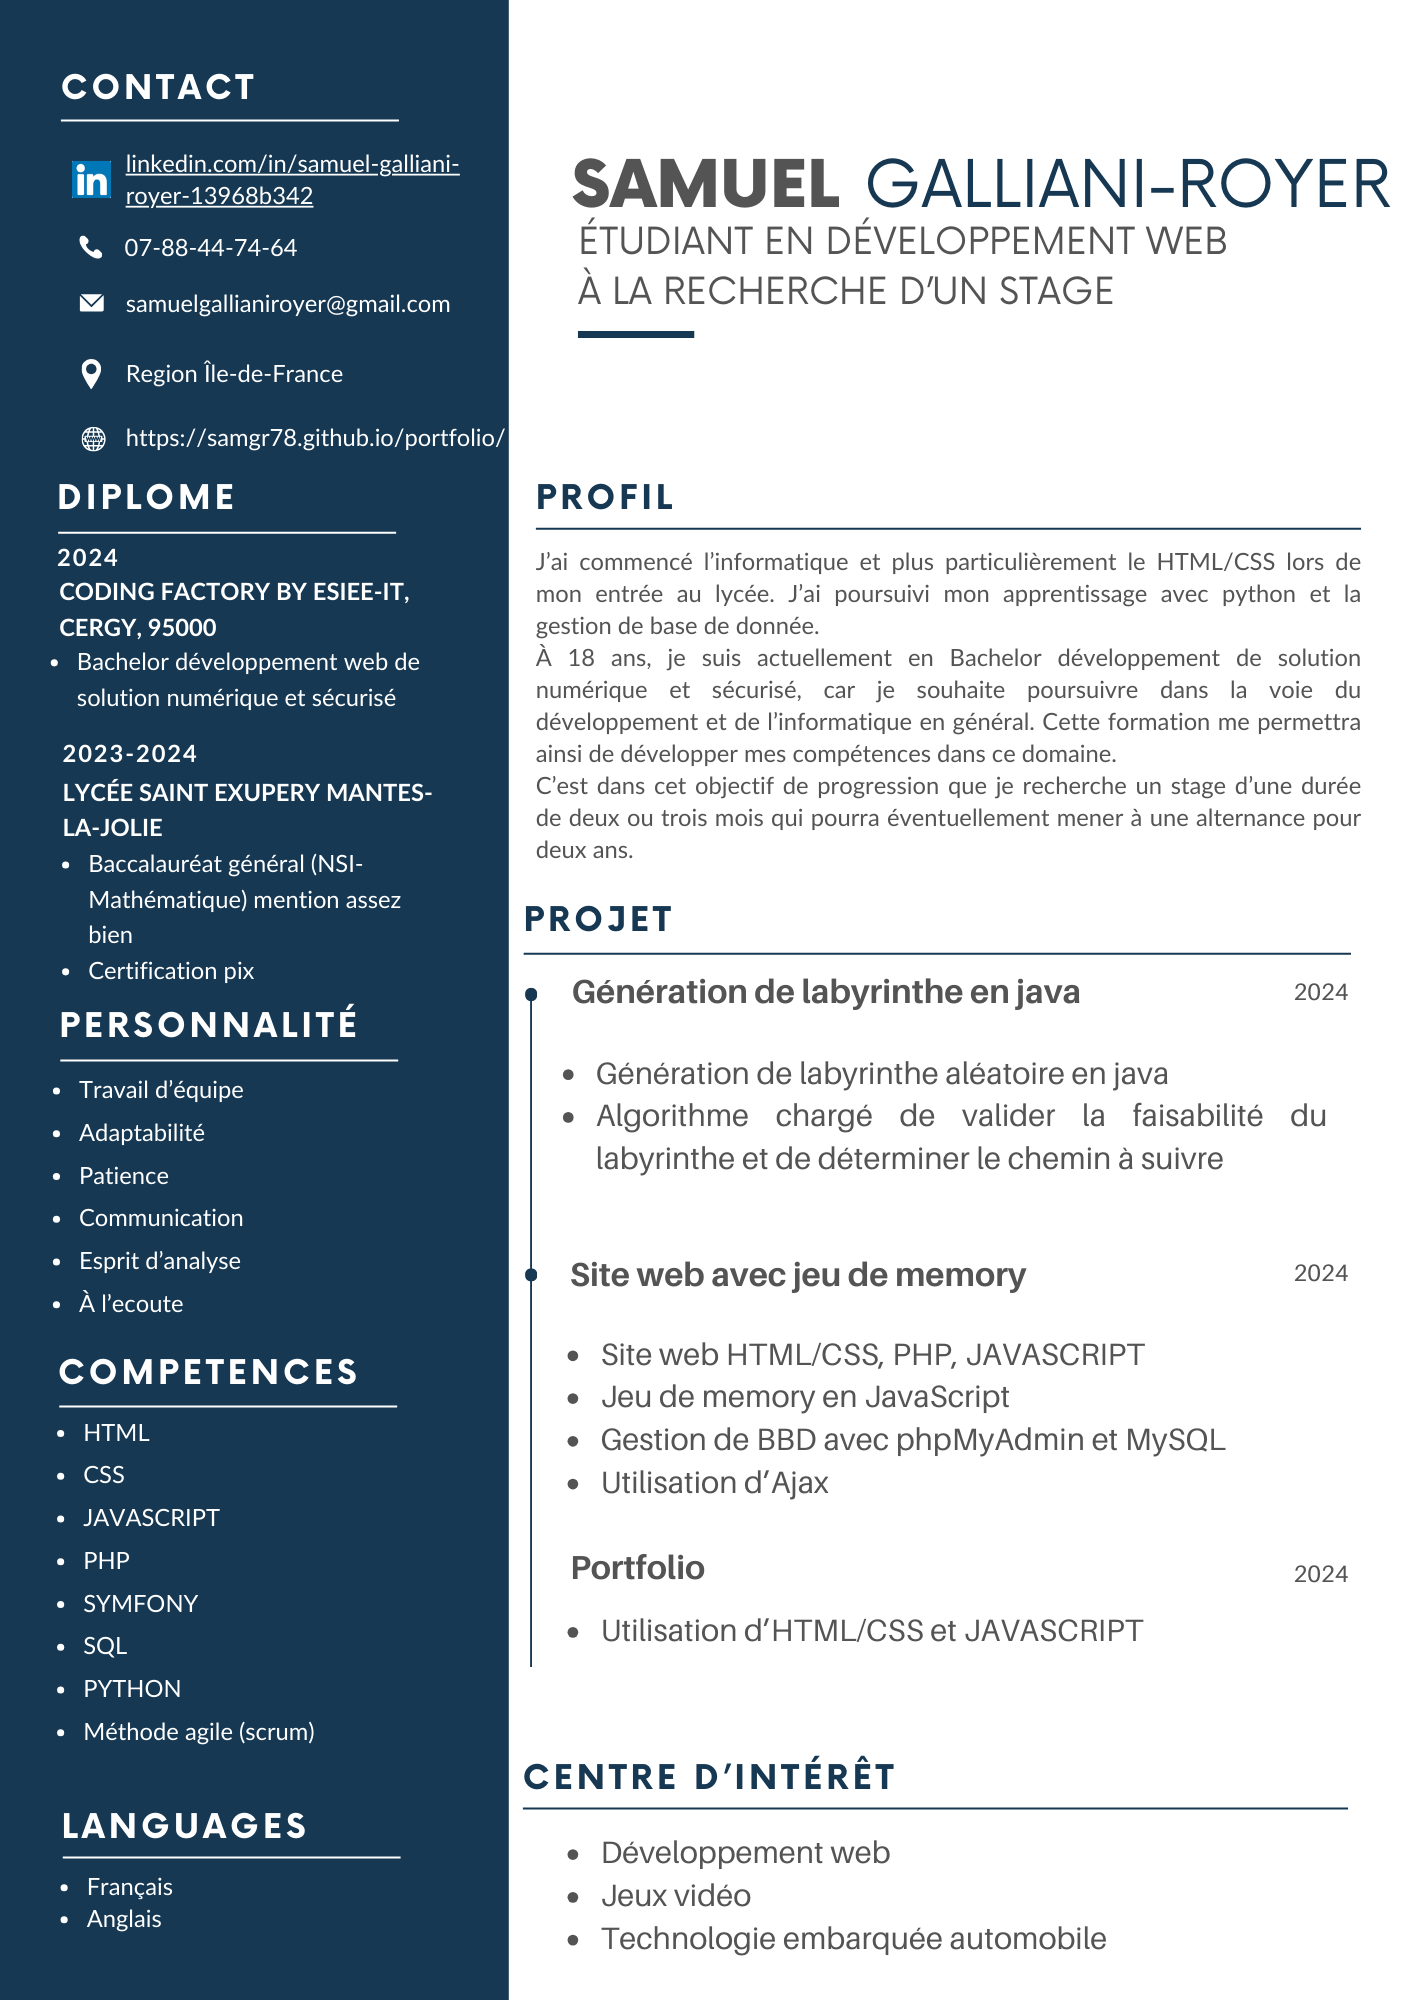 CONTACT
linkedin.com/in/samuel-galliani-
royer-13968b342
07-88-44-74-64
samuelgallianiroyer@gmail.com
Region Île-de-France
https://samgr78.github.io/portfolio/
DIPLOME
2024
CODING FACTORY BY ESIEE-IT,
CERGY, 95000
• Bachelor développement web de
solution numérique et sécurisé
2023-2024
LYCÉE SAINT EXUPERY MANTES-
LA-JOLIE
• Baccalauréat général (NSI-
Mathématique) mention assez
bien
• Certification pix
PERSONNALITÉ
• Travail d’équipe
• Adaptabilité
• Patience
• Communication
• Esprit d’analyse
• À l’ecoute
COMPETENCES
• HTML
• CSS
• JAVASCRIPT
• PHP
• SYMFONY
• SQL
• PYTHON
• Méthode agile (scrum)
LANGUAGES
• Français
• Anglais
SAMUEL GALLIANI-ROYER
ÉTUDIANT EN DÉVELOPPEMENT WEB
À LA RECHERCHE D’UN STAGE
PROFIL
J’ai commencé l’informatique et plus particulièrement le HTML/CSS lors de
mon entrée au lycée. J’ai poursuivi mon apprentissage avec python et la
gestion de base de donnée.
À 18 ans, je suis actuellement en Bachelor développement de solution
numérique et sécurisé, car je souhaite poursuivre dans la voie du
développement et de l’informatique en général. Cette formation me permettra
ainsi de développer mes compétences dans ce domaine.
C’est dans cet objectif de progression que je recherche un stage d’une durée
de deux ou trois mois qui pourra éventuellement mener à une alternance pour
deux ans.
PROJET
Génération de labyrinthe en java 2024
• Génération de labyrinthe aléatoire en java
• Algorithme chargé de valider la faisabilité du
labyrinthe et de déterminer le chemin à suivre
Site web avec jeu de memory 2024
• Site web HTML/CSS, PHP, JAVASCRIPT
• Jeu de memory en JavaScript
• Gestion de BBD avec phpMyAdmin et MySQL
• Utilisation d’Ajax
Portfolio 2024
• Utilisation d’HTML/CSS et JAVASCRIPT
CENTRE D’INTÉRÊT
• Développement web
• Jeux vidéo
• Technologie embarquée automobile